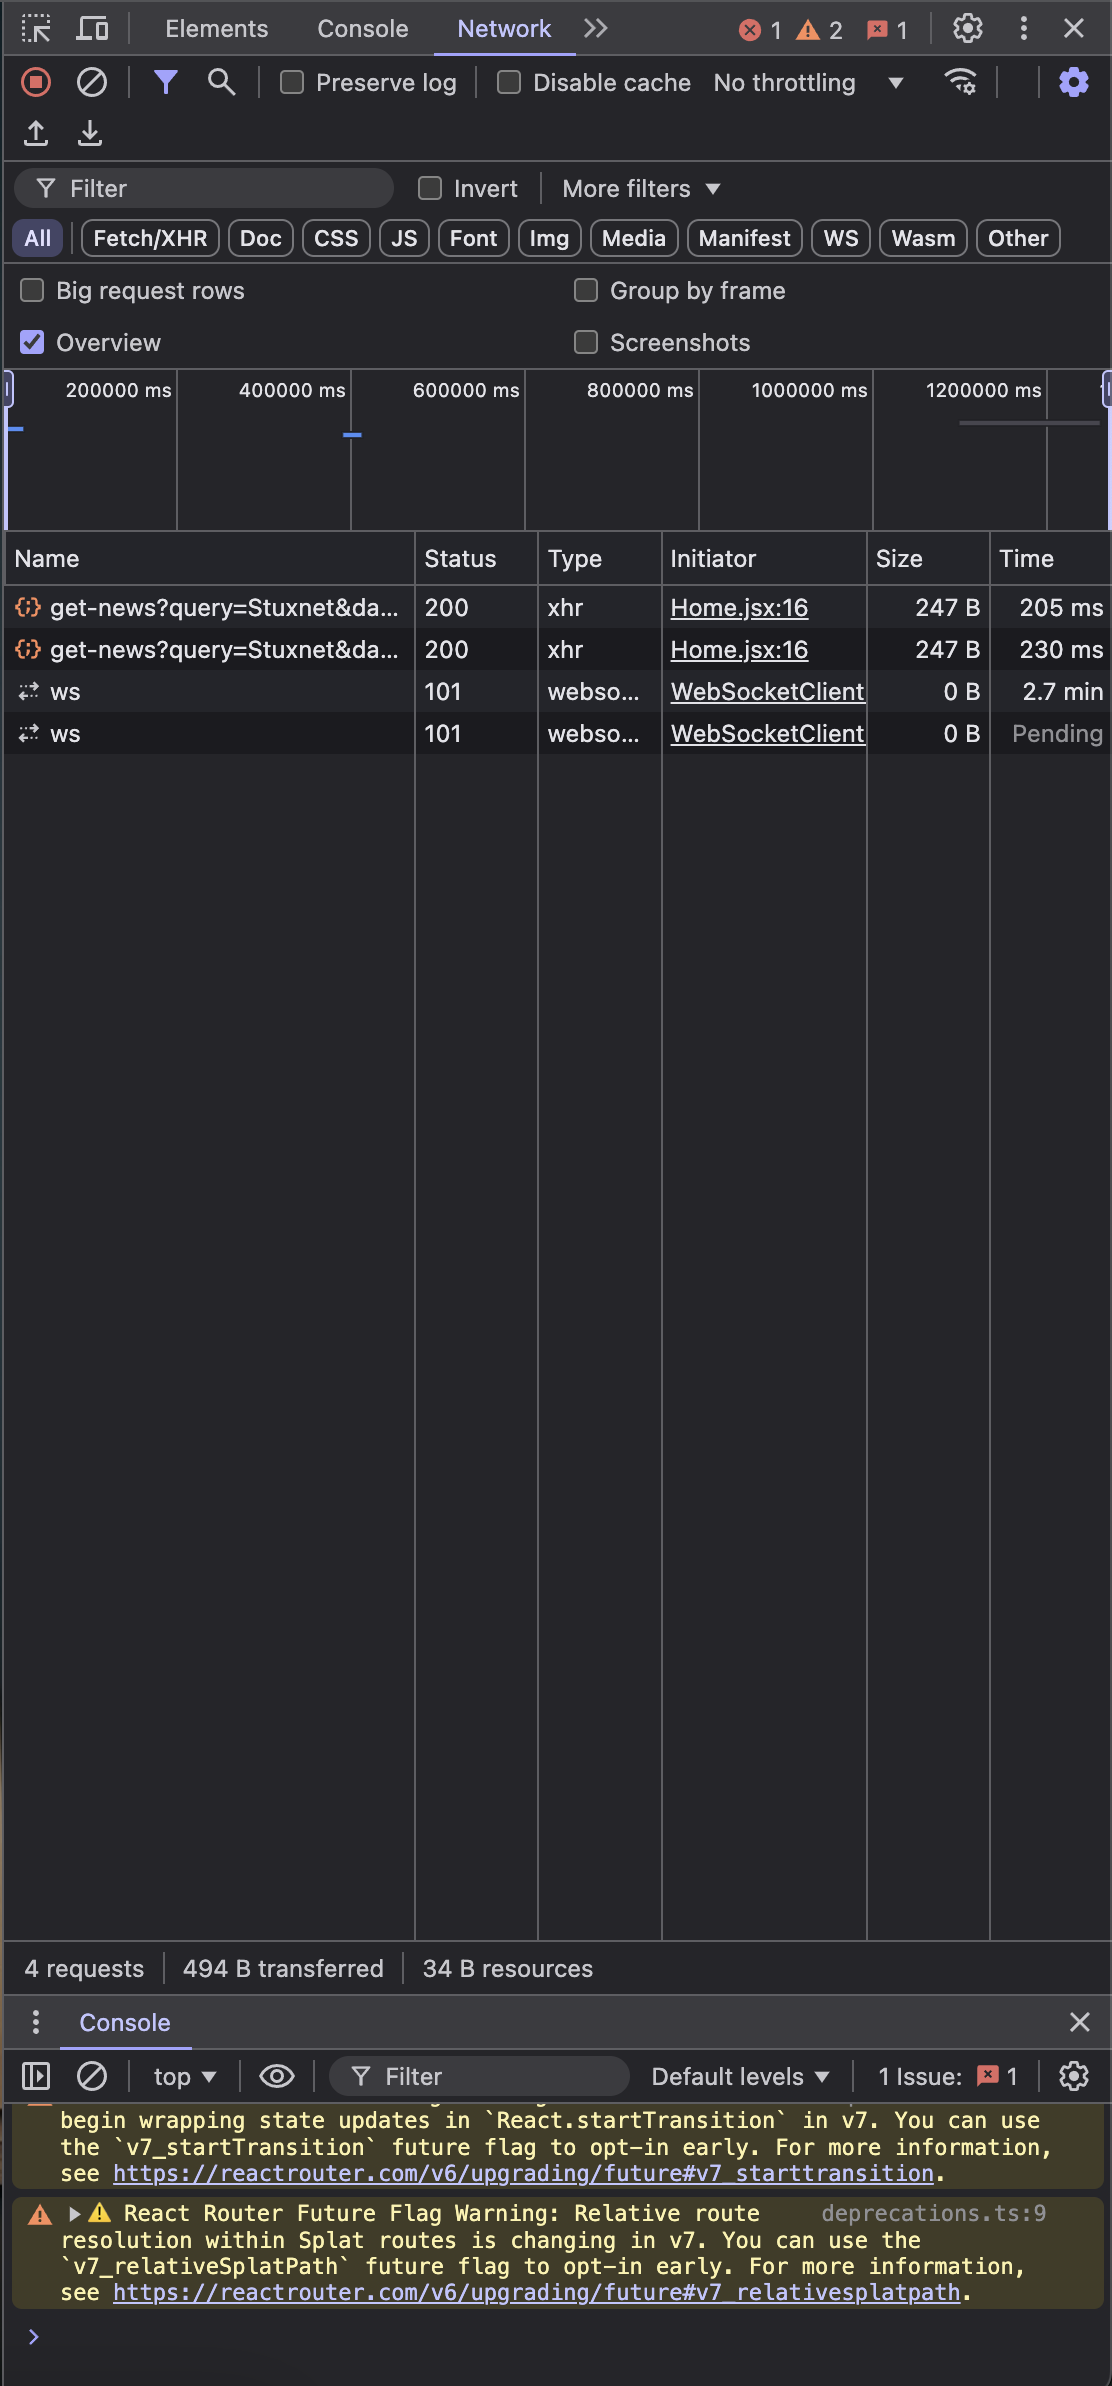 Elements Console Network 1 2 1
Preserve log Disable cache No throttling
Filter Invert More filters
All Fetch/XHR Doc CSS JS Font Img Media Manifest WS Wasm Other
Big request rows Group by frame
Overview Screenshots
200000 ms 400000 ms 600000 ms 800000 ms 1000000 ms 1200000 ms
Name Status Type Initiator Size Time
get-news?query=Stuxnet&da... 200 xhr Home.jsx:16 247 B 205 ms
get-news?query=Stuxnet&da... 200 xhr Home.jsx:16 247 B 230 ms
ws 101 webso... WebSocketClient 0 B 2.7 min
ws 101 webso... WebSocketClient 0 B Pending
4 requests 494 B transferred 34 B resources
Console
top Filter Default levels 1 Issue: 1
begin wrapping state updates in `React.startTransition` in v7. You can use
the `v7_startTransition` future flag to opt-in early. For more information,
see https://reactrouter.com/v6/upgrading/future#v7_starttransition.
React Router Future Flag Warning: Relative route deprecations.ts:9
resolution within Splat routes is changing in v7. You can use the
`v7_relativeSplatPath` future flag to opt-in early. For more information,
see https://reactrouter.com/v6/upgrading/future#v7_relativesplatpath.